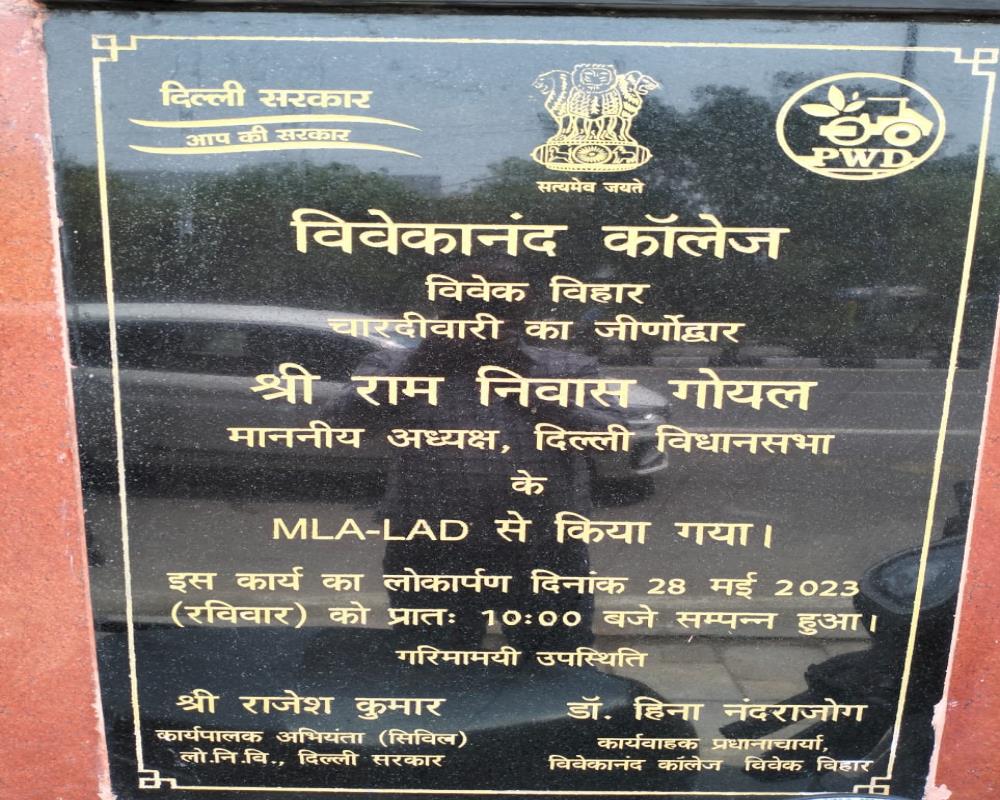 दिल्ली सरकार
आप की सरकार
सत्यमेव जयते
PWD
विवेकानंद कॉलेज
विवेक विहार
चारदीवारी का जीर्णोद्वार
श्री राम निवास गोयल
माननीय अध्यक्ष, दिल्ली विधानसभा
के
MLA-LAD से किया गया।
इस कार्य का लोकार्पण दिनांक 28 मई 2023
(रविवार) को प्रातः 10:00 बजे सम्पन्न हुआ।
गरिमामयी उपस्थिति
श्री राजेश कुमार
कार्यपालक अभियंता (सिविल)
लो.नि.वि., दिल्ली सरकार
डॉ. हिना नंदराजोग
कार्यवाहक प्रधानाचार्या,
विवेकानंद कॉलेज विवेक विहार